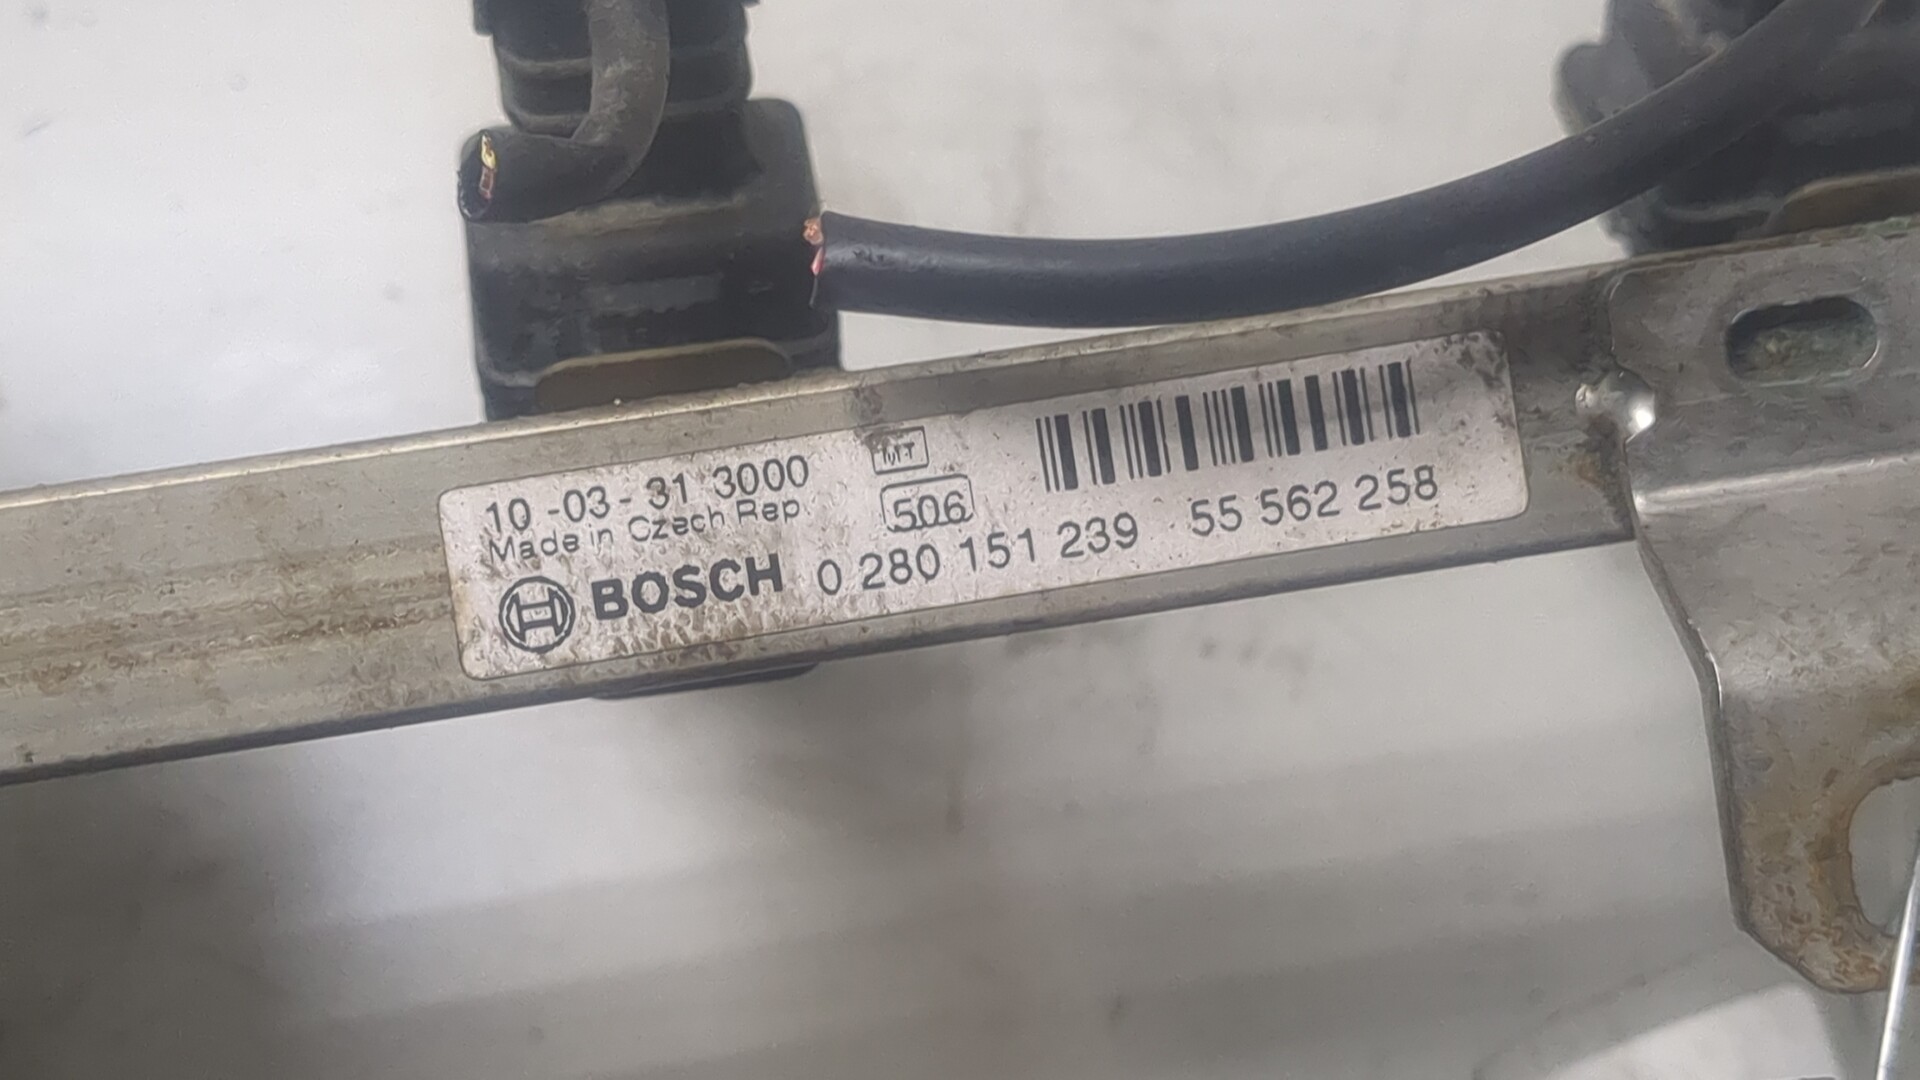 10-03-31 3000
Made in Czech Rep.
506
BOSCH 0 280 151 239 55 562 258